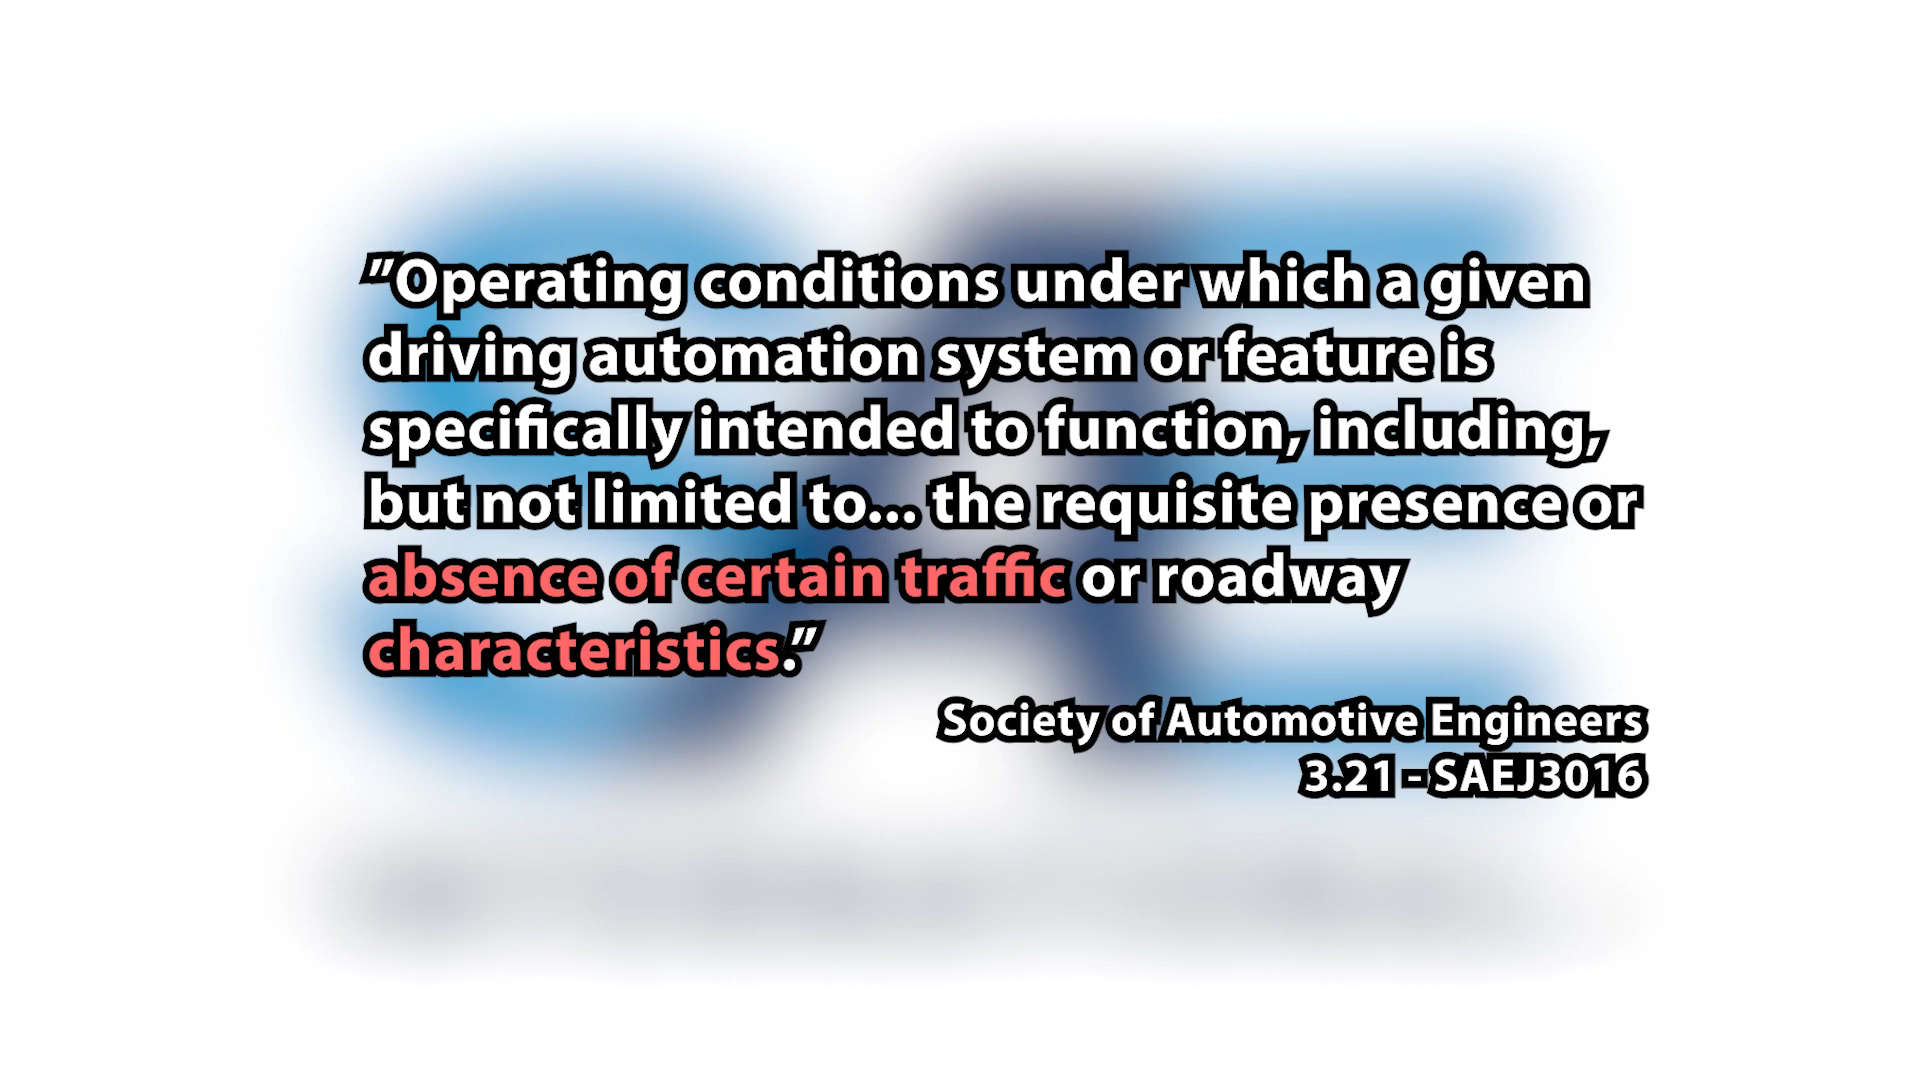 "Operating conditions under which a given
driving automation system or feature is
specifically intended to function, including,
but not limited to... the requisite presence or
absence of certain traffic or roadway
characteristics."
Society of Automotive Engineers
3.21 - SAEJ3016